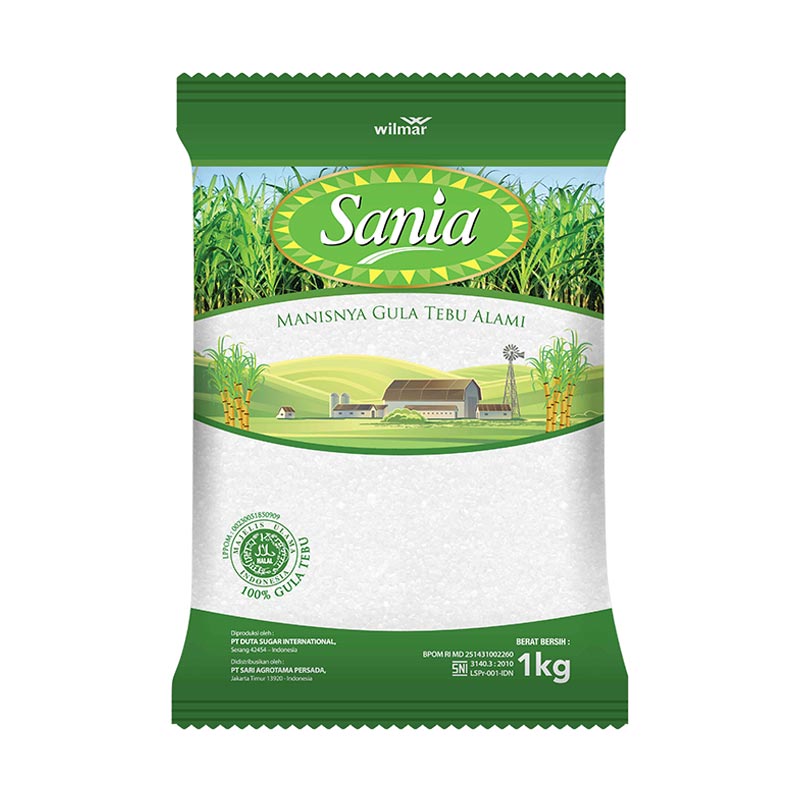 wilmar
Sania
MANISNYA GULA TEBU ALAMI
LPPOM : 00230051850909
MAJELIS ULAMA
HALAL
INDONESIA
100% GULA TEBU
Diproduksi oleh :
PT DUTA SUGAR INTERNATIONAL,
Serang 42454 – Indonesia
Didistribusikan oleh :
PT SARI AGROTAMA PERSADA,
Jakarta Timur 13920 - Indonesia
BPOM RI MD 251431002260
SNI 3140.3 : 2010
LSPr-001-IDN
BERAT BERSIH :
1kg